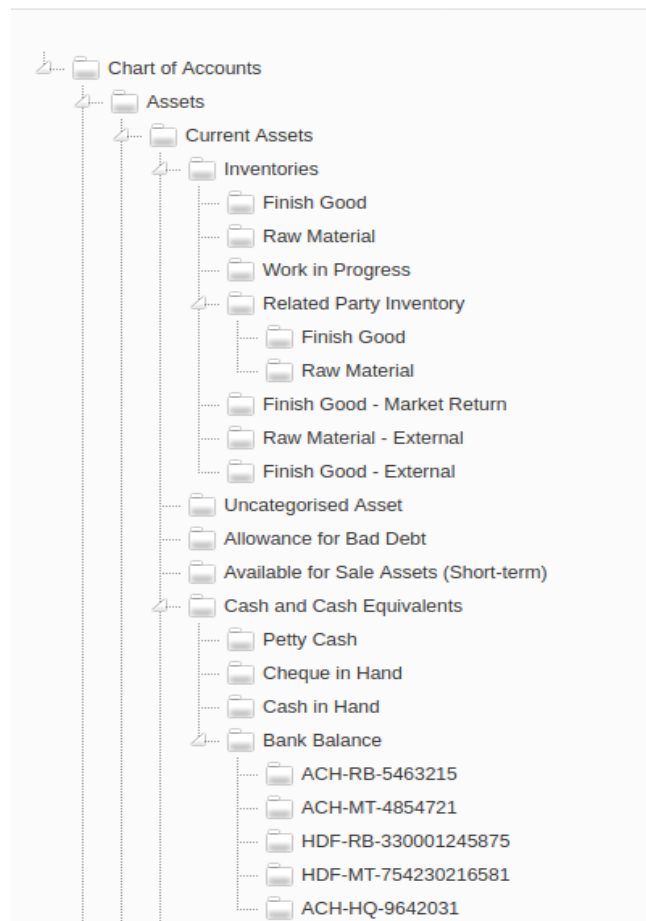 Chart of Accounts
Assets
Current Assets
Inventories
Finish Good
Raw Material
Work in Progress
Related Party Inventory
Finish Good
Raw Material
Finish Good - Market Return
Raw Material - External
Finish Good - External
Uncategorised Asset
Allowance for Bad Debt
Available for Sale Assets (Short-term)
Cash and Cash Equivalents
Petty Cash
Cheque in Hand
Cash in Hand
Bank Balance
ACH-RB-5463215
ACH-MT-4854721
HDF-RB-330001245875
HDF-MT-754230216581
ACH-HQ-9642031